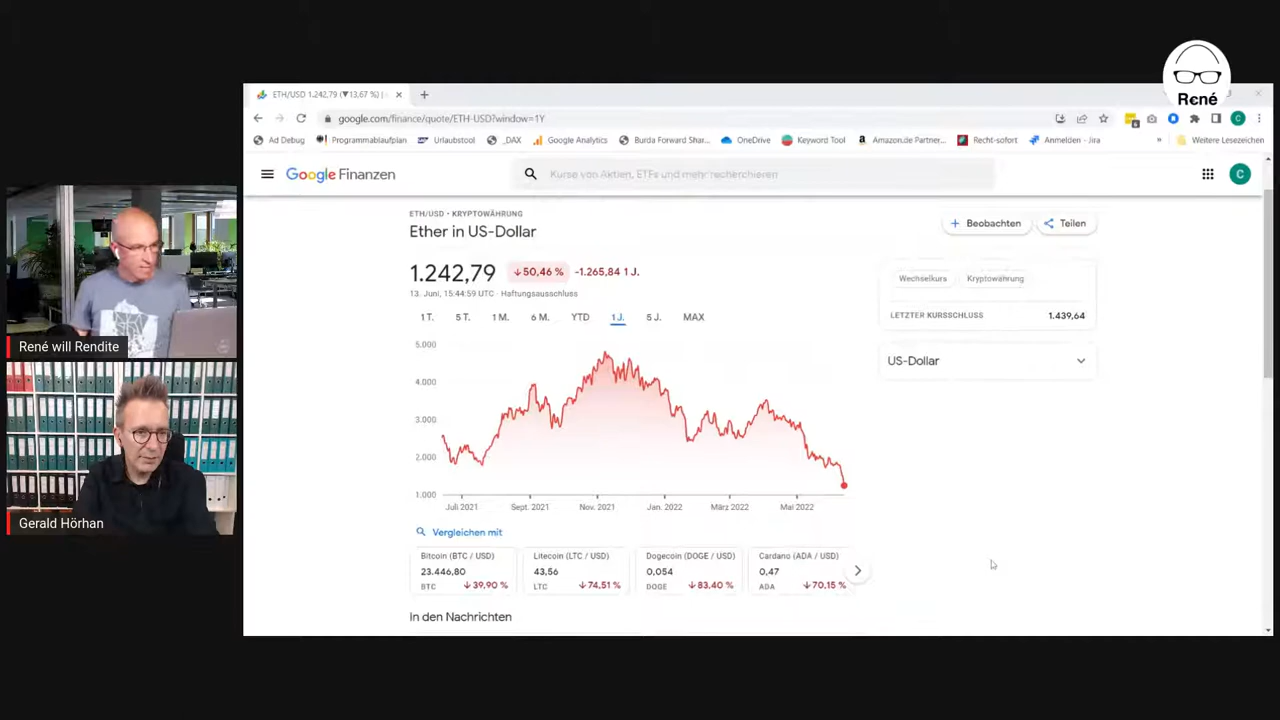 René
ETH/USD 1.242,79 (▼13,67 %) |
google.com/finance/quote/ETH-USD?window=1Y
Ad Debug
Programmablaufplan
Urlaubstool
_DAX
Google Analytics
Burda Forward Shar...
OneDrive
Keyword Tool
Amazon.de Partner...
Recht-sofort
Anmelden - Jira
»
Weitere Lesezeichen
Google Finanzen
Kurse von Aktien, ETFs und mehr recherchieren
C
ETH/USD • KRYPTOWÄHRUNG
Ether in US-Dollar
+ Beobachten
Teilen
1.242,79 ↓50,46 % -1.265,84 1 J.
13. Juni, 15:44:59 UTC · Haftungsausschluss
1 T. 5 T. 1 M. 6 M. YTD 1 J. 5 J. MAX
Wechselkurs Kryptowährung
LETZTER KURSSCHLUSS 1.439,64
US-Dollar
5.000
4.000
3.000
2.000
1.000
Juli 2021 Sept. 2021 Nov. 2021 Jan. 2022 März 2022 Mai 2022
Vergleichen mit
Bitcoin (BTC / USD)
23.446,80
BTC ↓39,90 %
Litecoin (LTC / USD)
43,56
LTC ↓74,51 %
Dogecoin (DOGE / USD)
0,054
DOGE ↓83,40 %
Cardano (ADA / USD)
0,47
ADA ↓70,15 %
In den Nachrichten
René will Rendite
Gerald Hörhan